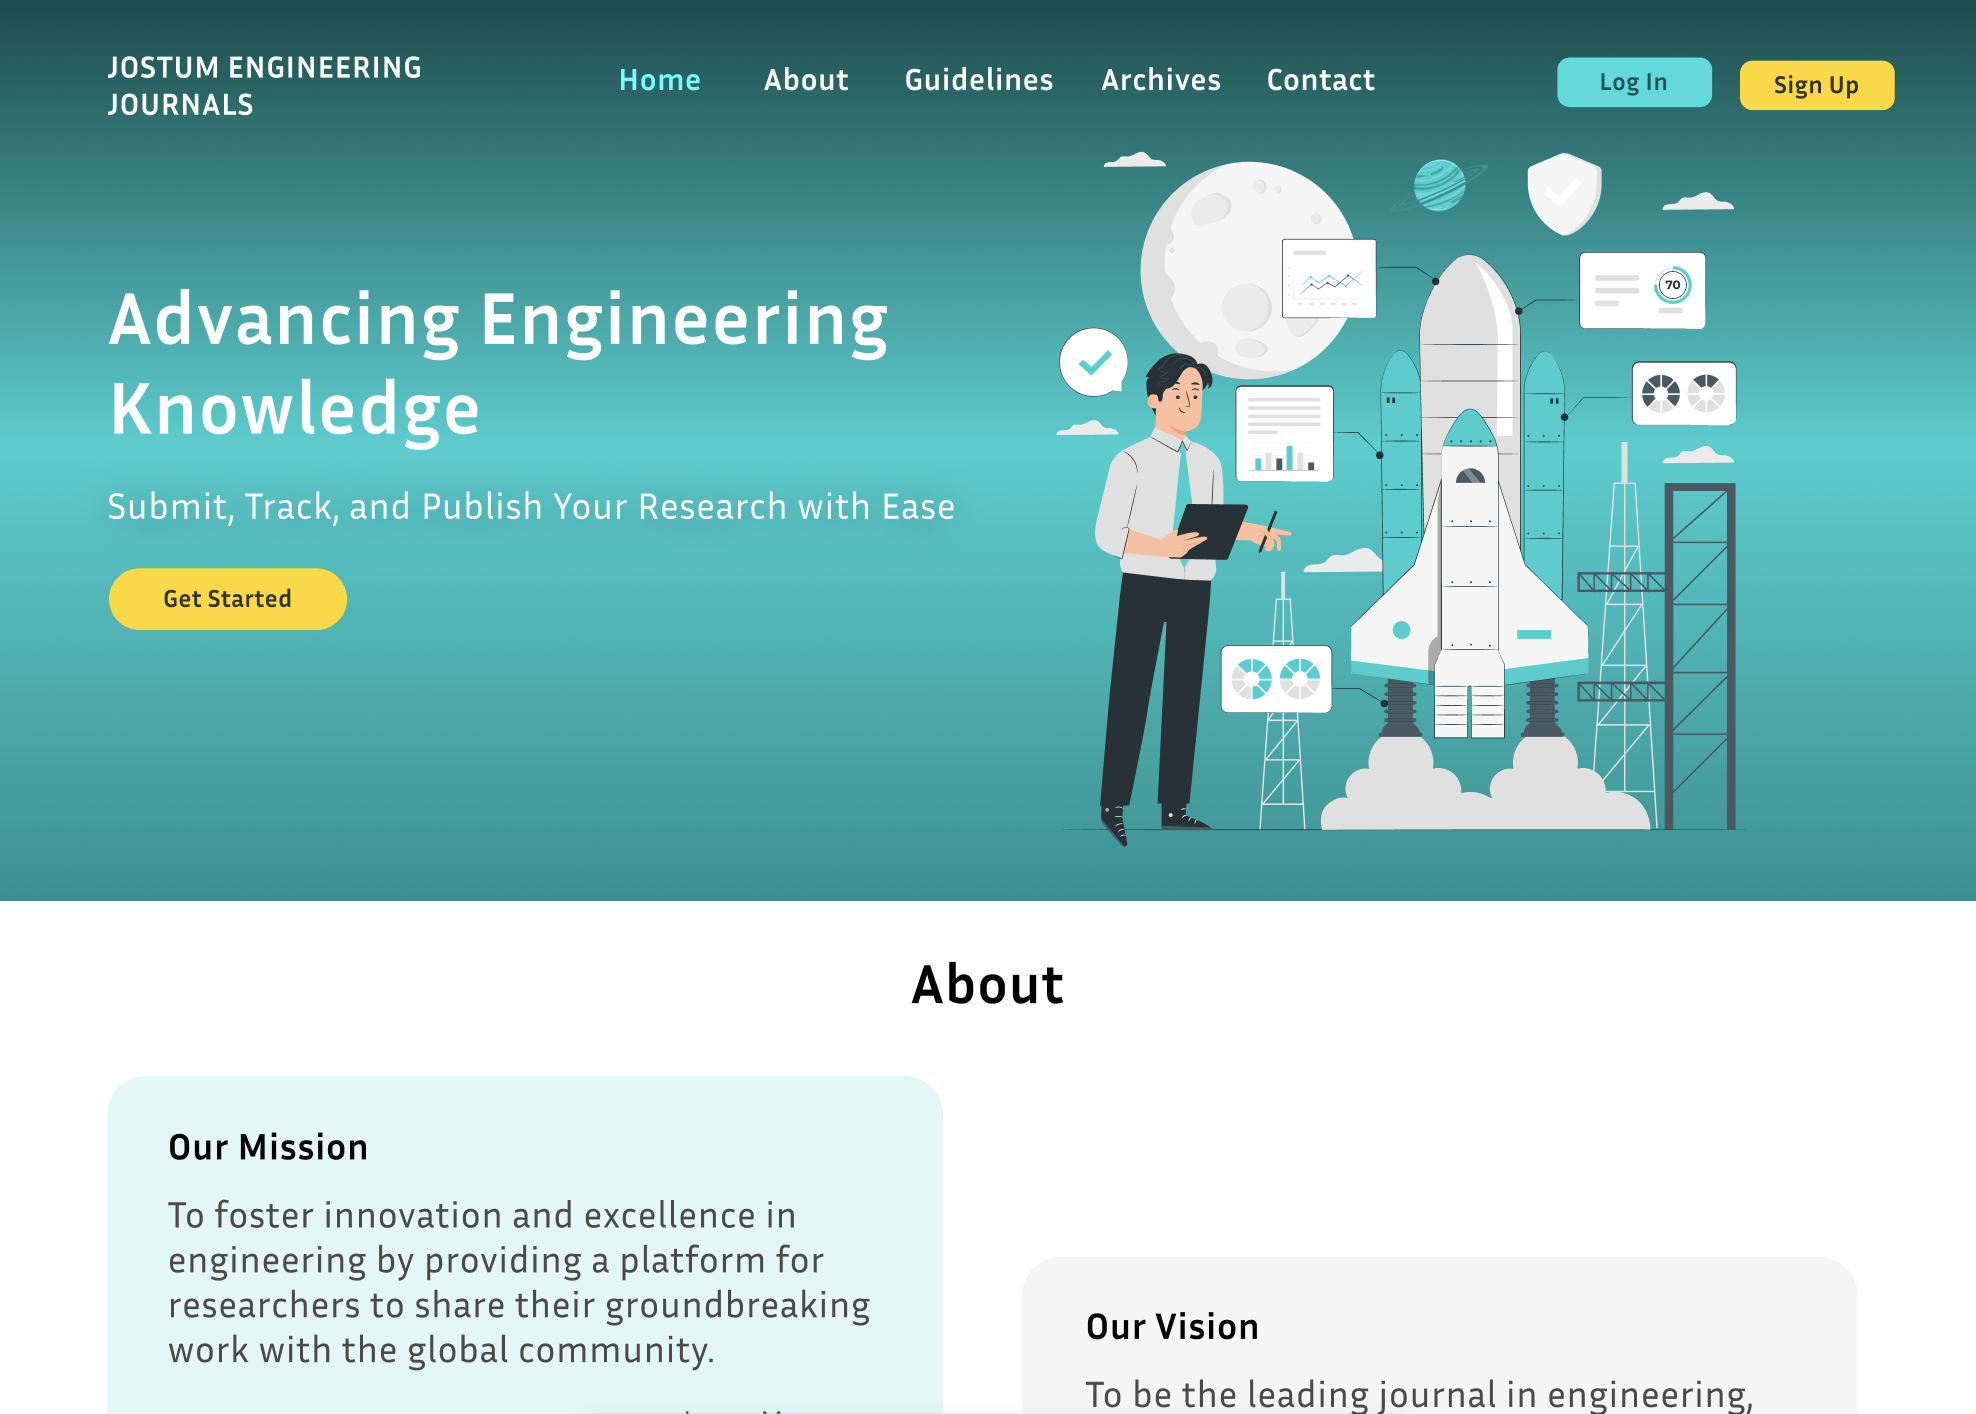 JOSTUM ENGINEERING
JOURNALS
Home About Guidelines Archives Contact
Log In
Sign Up
Advancing Engineering
Knowledge
Submit, Track, and Publish Your Research with Ease
Get Started
70
About
Our Mission
To foster innovation and excellence in
engineering by providing a platform for
researchers to share their groundbreaking
work with the global community.
Our Vision
To be the leading journal in engineering,